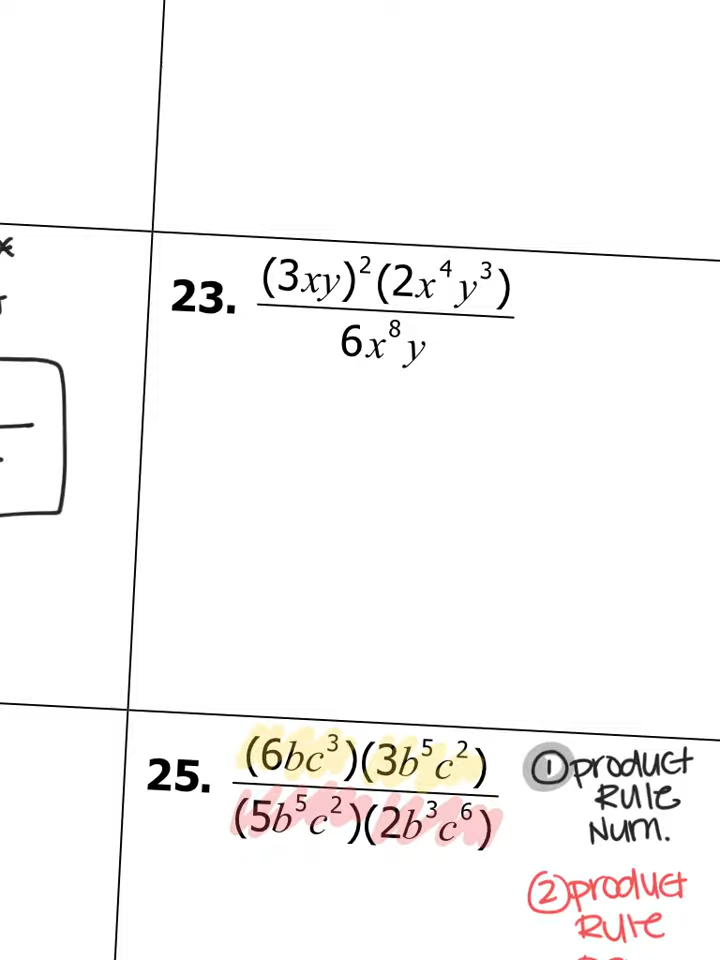 23. (3xy)²(2x⁴y³)
6x⁸y
25. (6bc³)(3b⁵c²)
(5b⁵c²)(2b³c⁶)
① product
Rule
Num.
② product
Rule